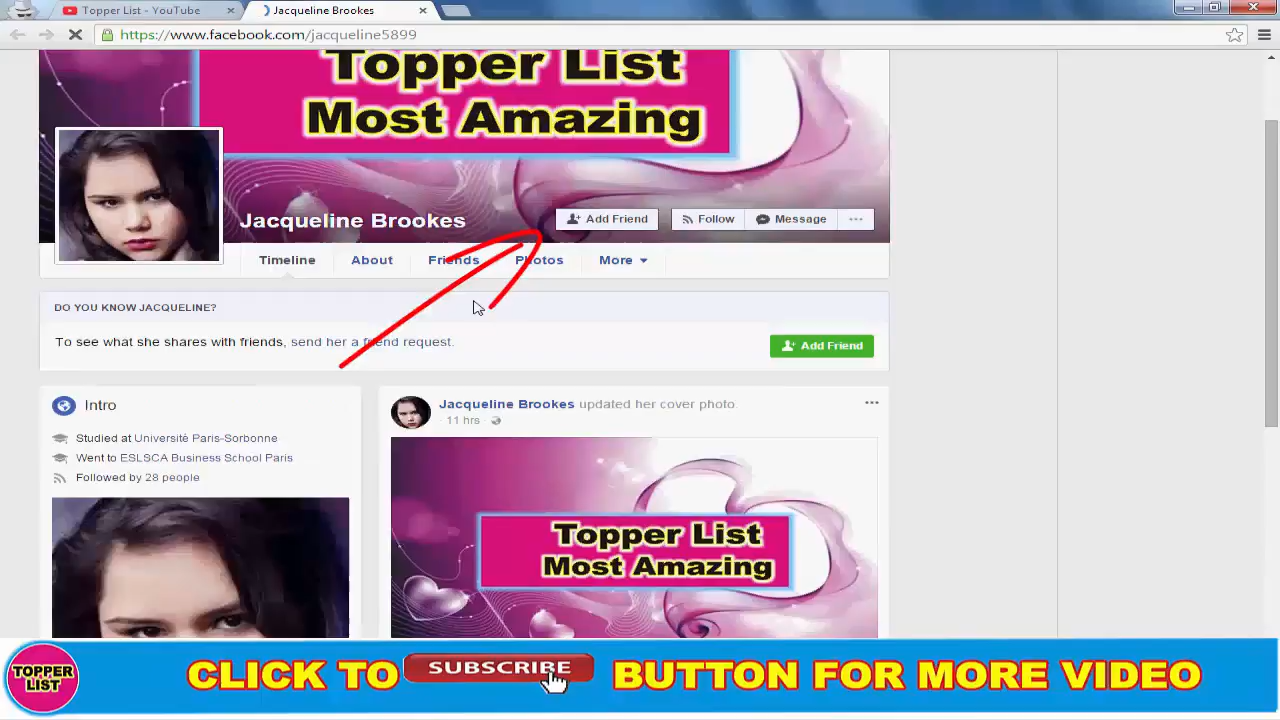 Topper List - YouTube
Jacqueline Brookes
https://www.facebook.com/jacqueline5899
Topper List
Most Amazing
Jacqueline Brookes
Add Friend
Follow
Message
Timeline
About
Friends
Photos
More
DO YOU KNOW JACQUELINE?
To see what she shares with friends, send her a friend request.
Add Friend
Intro
Studied at Université Paris-Sorbonne
Went to ESLSCA Business School Paris
Followed by 28 people
Jacqueline Brookes updated her cover photo.
· 11 hrs ·
Topper List
Most Amazing
TOPPER
LIST
CLICK TO SUBSCRIBE BUTTON FOR MORE VIDEO